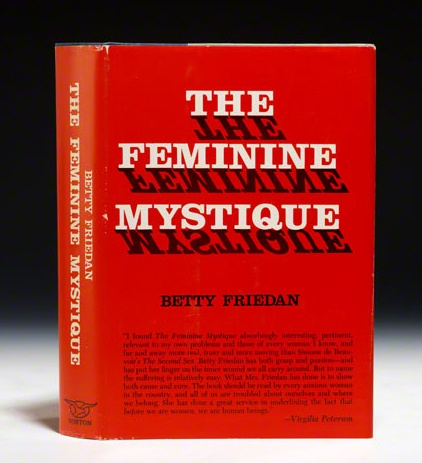 THE
FEMININE
MYSTIQUE
BETTY FRIEDAN
"I found The Feminine Mystique absorbingly interesting, pertinent,
relevant to my own problems and those of every woman I know, and
far and away more real, truer and more moving than Simone de Beau-
voir's The Second Sex. Betty Friedan has both grasp and passion—and
has put her finger on the inner wound we all carry around. But to name
the suffering is relatively easy. What Mrs. Friedan has done is to show
both cause and cure. The book should be read by every anxious woman
in the country, and all of us are troubled about ourselves and where
we belong. She has done a great service in underlining the fact that
before we are women, we are human beings."
—Virgilia Peterson
THE FEMININE MYSTIQUE
BETTY FRIEDAN
NORTON